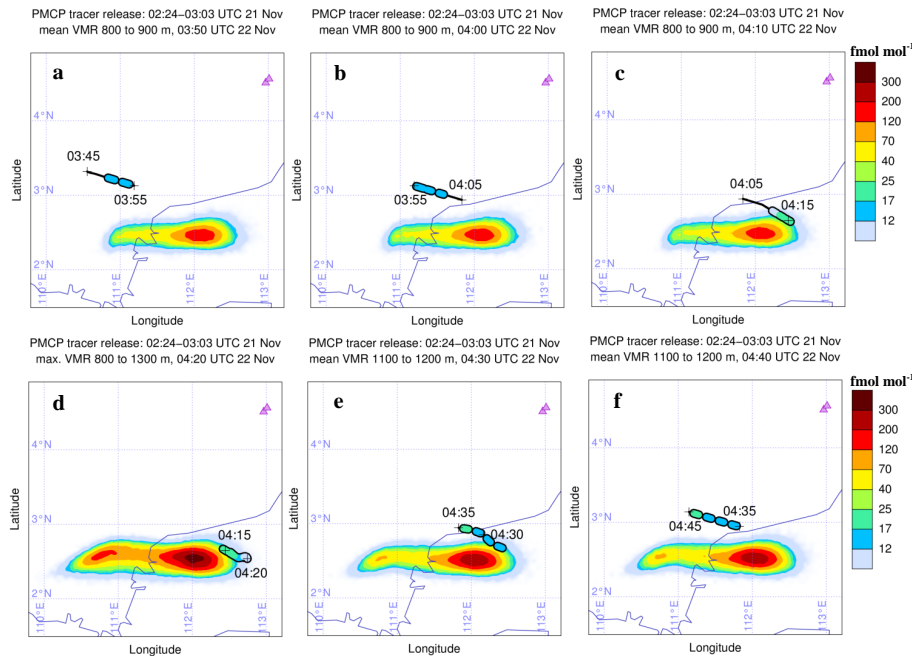 PMCP tracer release: 02:24–03:03 UTC 21 Nov
mean VMR 800 to 900 m, 03:50 UTC 22 Nov
PMCP tracer release: 02:24–03:03 UTC 21 Nov
mean VMR 800 to 900 m, 04:00 UTC 22 Nov
PMCP tracer release: 02:24–03:03 UTC 21 Nov
mean VMR 800 to 900 m, 04:10 UTC 22 Nov
a
4°N
03:45
3°N
03:55
2°N
110°E
111°E
113°E
Latitude
Longitude
b
4°N
04:05
3°N
03:55
2°N
110°E
111°E
112°E
113°E
Latitude
Longitude
c
4°N
04:05
3°N
04:15
2°N
110°E
111°E
112°E
113°E
Latitude
Longitude
fmol mol⁻¹
300
200
120
70
40
25
17
12
PMCP tracer release: 02:24–03:03 UTC 21 Nov
max. VMR 800 to 1300 m, 04:20 UTC 22 Nov
PMCP tracer release: 02:24–03:03 UTC 21 Nov
mean VMR 1100 to 1200 m, 04:30 UTC 22 Nov
PMCP tracer release: 02:24–03:03 UTC 21 Nov
mean VMR 1100 to 1200 m, 04:40 UTC 22 Nov
d
4°N
3°N
04:15
04:20
2°N
110°E
111°E
112°E
113°E
Latitude
Longitude
e
4°N
04:35
3°N
04:30
2°N
110°E
111°E
112°E
113°E
Latitude
Longitude
f
4°N
04:35
3°N
04:45
2°N
110°E
111°E
112°E
113°E
Latitude
Longitude
fmol mol⁻¹
300
200
120
70
40
25
17
12